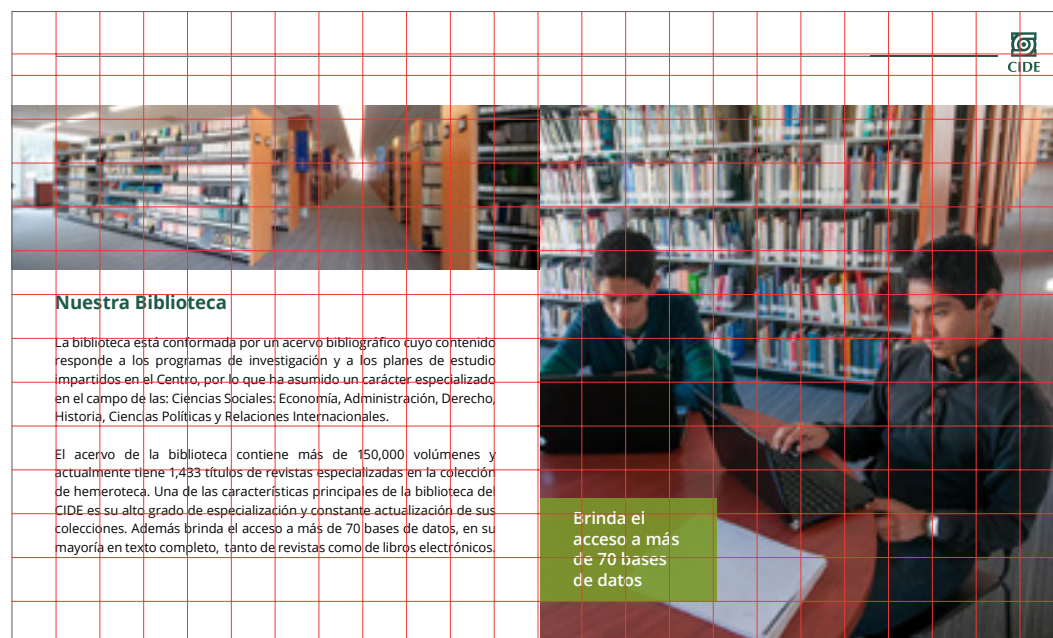 CIDE
Nuestra Biblioteca
La biblioteca está conformada por un acervo bibliográfico cuyo contenido
responde a los programas de investigación y a los planes de estudio
impartidos en el Centro, por lo que ha asumido un carácter especializado
en el campo de las: Ciencias Sociales: Economía, Administración, Derecho,
Historia, Ciencias Políticas y Relaciones Internacionales.
El acervo de la biblioteca contiene más de 150,000 volúmenes y
actualmente tiene 1,433 títulos de revistas especializadas en la colección
de hemeroteca. Una de las características principales de la biblioteca del
CIDE es su alto grado de especialización y constante actualización de sus
colecciones. Además brinda el acceso a más de 70 bases de datos, en su
mayoría en texto completo, tanto de revistas como de libros electrónicos.
Brinda el
acceso a más
de 70 bases
de datos